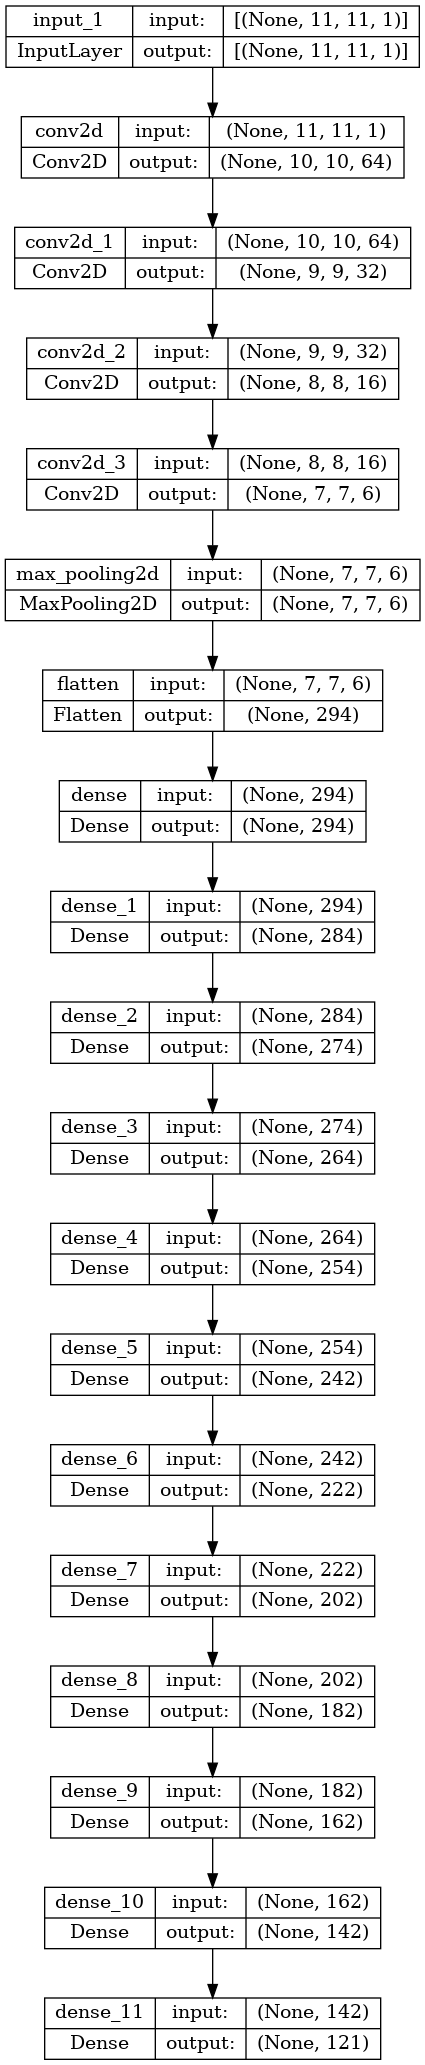 input_1 input: [(None, 11, 11, 1)]
InputLayer output: [(None, 11, 11, 1)]
conv2d input: (None, 11, 11, 1)
Conv2D output: (None, 10, 10, 64)
conv2d_1 input: (None, 10, 10, 64)
Conv2D output: (None, 9, 9, 32)
conv2d_2 input: (None, 9, 9, 32)
Conv2D output: (None, 8, 8, 16)
conv2d_3 input: (None, 8, 8, 16)
Conv2D output: (None, 7, 7, 6)
max_pooling2d input: (None, 7, 7, 6)
MaxPooling2D output: (None, 7, 7, 6)
flatten input: (None, 7, 7, 6)
Flatten output: (None, 294)
dense input: (None, 294)
Dense output: (None, 294)
dense_1 input: (None, 294)
Dense output: (None, 284)
dense_2 input: (None, 284)
Dense output: (None, 274)
dense_3 input: (None, 274)
Dense output: (None, 264)
dense_4 input: (None, 264)
Dense output: (None, 254)
dense_5 input: (None, 254)
Dense output: (None, 242)
dense_6 input: (None, 242)
Dense output: (None, 222)
dense_7 input: (None, 222)
Dense output: (None, 202)
dense_8 input: (None, 202)
Dense output: (None, 182)
dense_9 input: (None, 182)
Dense output: (None, 162)
dense_10 input: (None, 162)
Dense output: (None, 142)
dense_11 input: (None, 142)
Dense output: (None, 121)